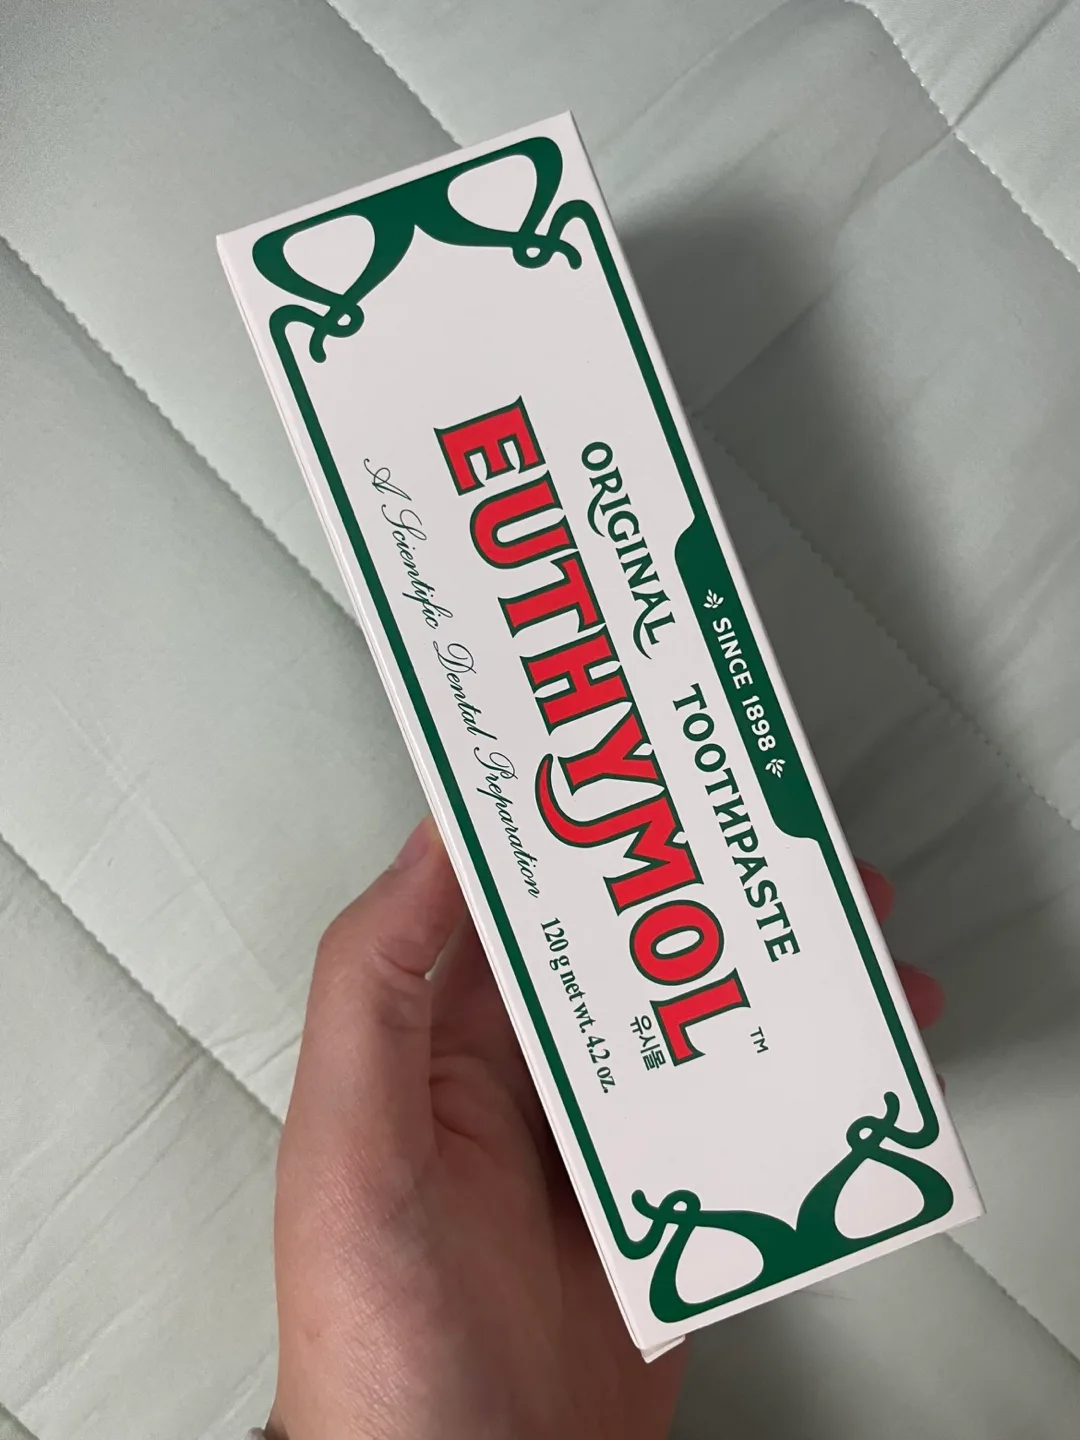 SINCE 1898
ORIGINAL TOOTHPASTE
EUTHYMOL™
유시몰
A Scientific Dental Preparation 120 g net wt. 4.2 oz.